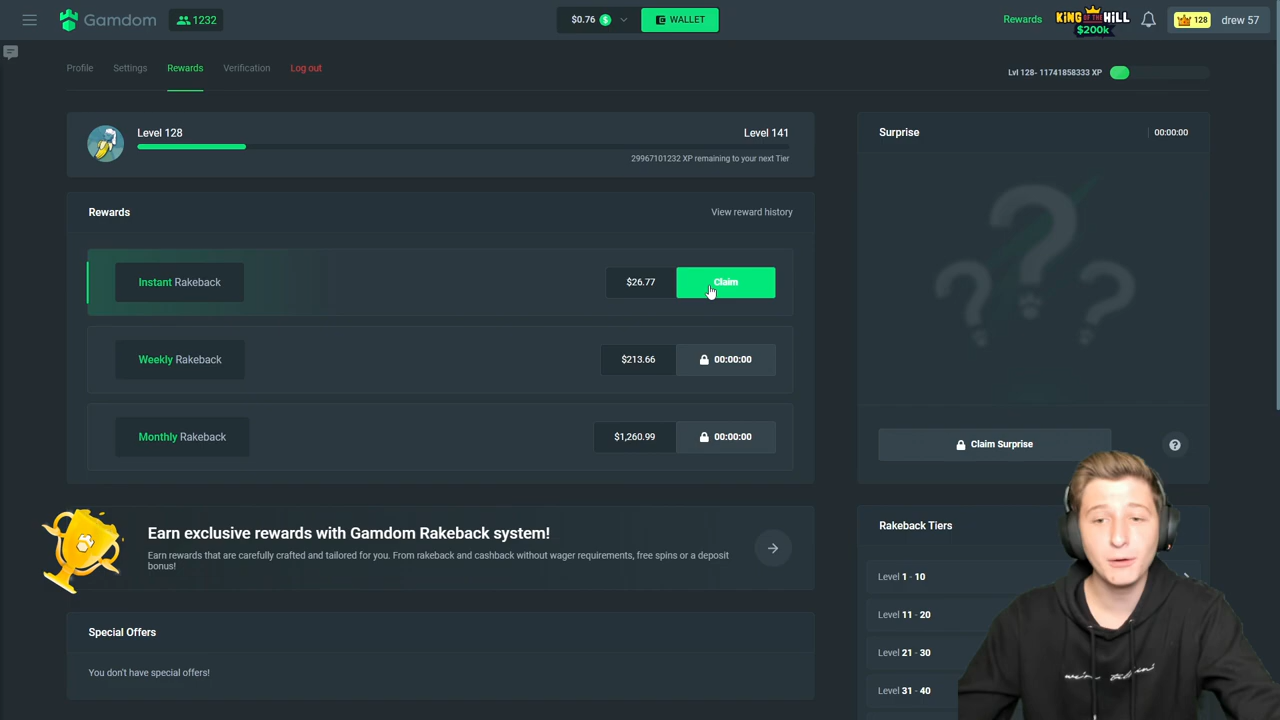 Gamdom
1232
$0.76
WALLET
Rewards
KING OF THE HILL
$200k
128
drew 57
Profile
Settings
Rewards
Verification
Log out
Lvl 128- 11741858333 XP
Level 128
Level 141
29967101232 XP remaining to your next Tier
Surprise
00:00:00
Rewards
View reward history
Instant Rakeback
$26.77
Claim
Weekly Rakeback
$213.66
00:00:00
Monthly Rakeback
$1,260.99
00:00:00
Claim Surprise
Earn exclusive rewards with Gamdom Rakeback system!
Earn rewards that are carefully crafted and tailored for you. From rakeback and cashback without wager requirements, free spins or a deposit
bonus!
Rakeback Tiers
Level 1 - 10
Level 11 - 20
Level 21 - 30
Level 31 - 40
Special Offers
You don't have special offers!